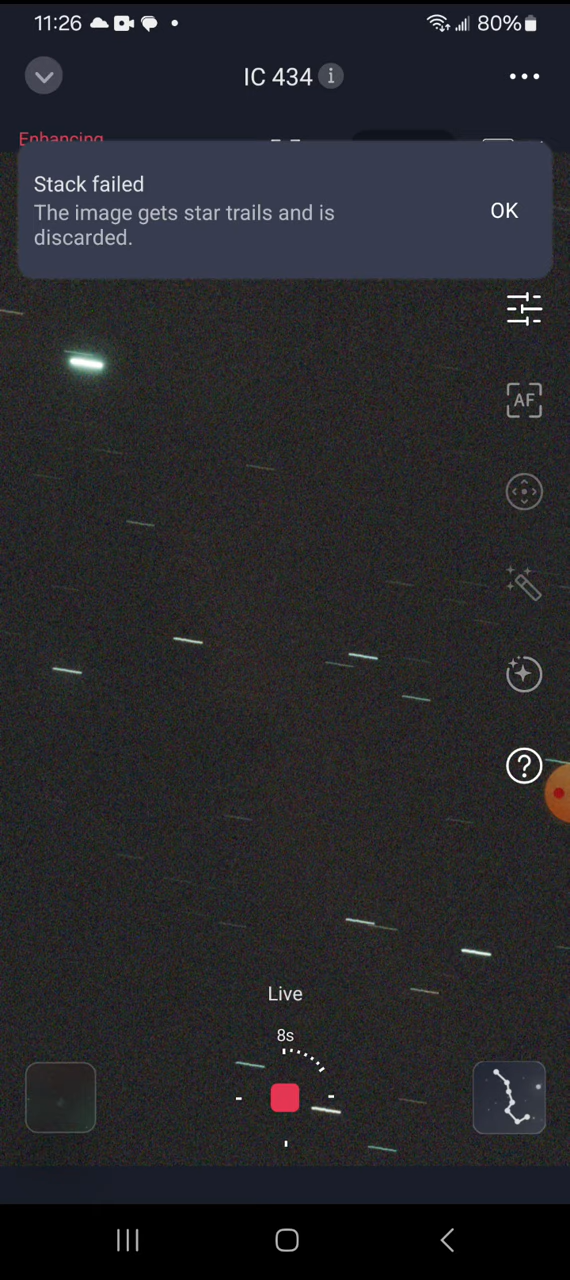 11:26
80%
IC 434
Enhancing
Stack failed
The image gets star trails and is
discarded.
OK
AF
?
Live
8s